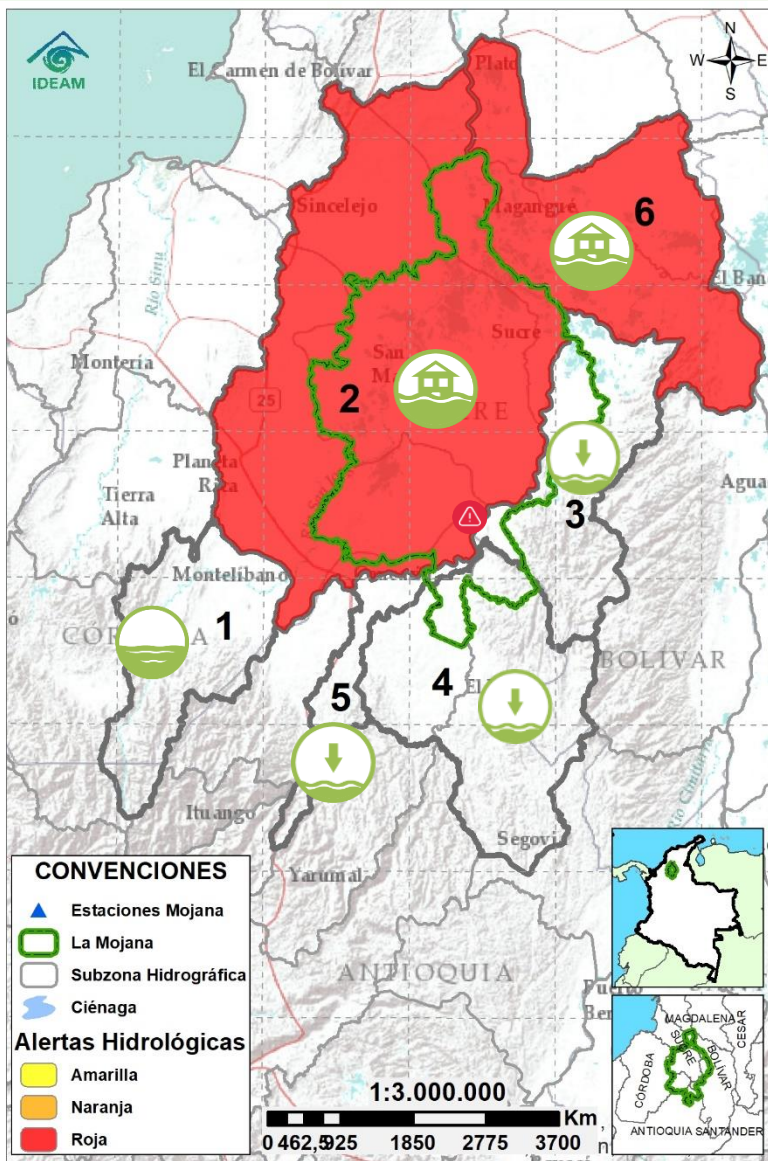 IDEAM
El Carmen de Bolívar
Plato
N
W E
S
Sincelejo
Magangué
6
Río Sinú
El Ban
Montería
Sucre
San
M
25
2
RE
Planeta
Rica
Tierra
Alta
Agua
3
Montelíbano
1
CÓR
A
BOLÍVAR
4
El
5
Ituango
Segovi
Yarumal
ANTIOQUIA
Puerto
Ber
CONVENCIONES
Estaciones Mojana
La Mojana
Subzona Hidrográfica
Ciénaga
Alertas Hidrológicas
Amarilla
Naranja
Roja
1:3.000.000
Km
0 462,5 925 1850 2775 3700
MAGDALENA
CESAR
SUCRE
BOLÍVAR
CÓRDOBA
ANTIOQUIA SANTANDER